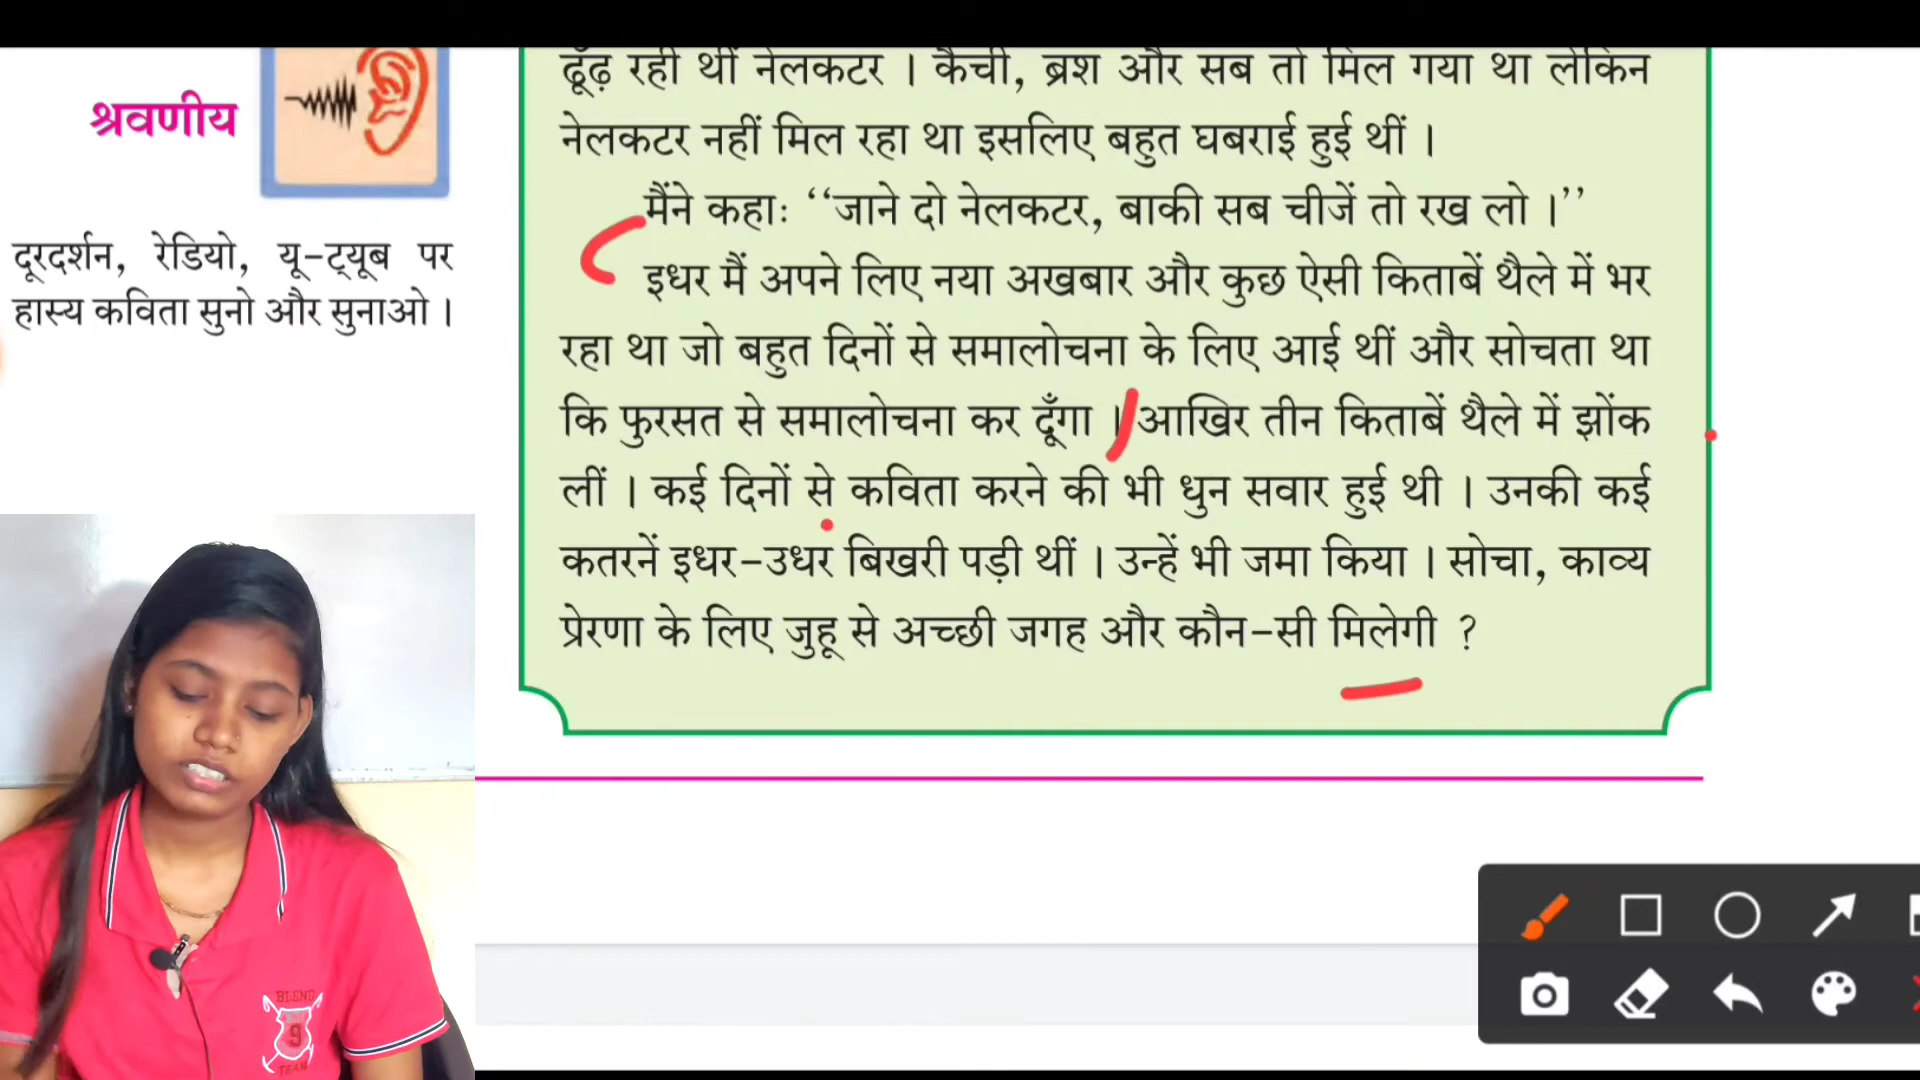 ढूँढ़ रही थीं नेलकटर । कैंची, ब्रश और सब तो मिल गया था लेकिन
नेलकटर नहीं मिल रहा था इसलिए बहुत घबराई हुई थीं ।
मैंने कहाः ‘‘जाने दो नेलकटर, बाकी सब चीजें तो रख लो ।’’
इधर मैं अपने लिए नया अखबार और कुछ ऐसी किताबें थैले में भर
रहा था जो बहुत दिनों से समालोचना के लिए आई थीं और सोचता था
कि फुरसत से समालोचना कर दूँगा । आखिर तीन किताबें थैले में झोंक
लीं । कई दिनों से कविता करने की भी धुन सवार हुई थी । उनकी कई
कतरनें इधर-उधर बिखरी पड़ी थीं । उन्हें भी जमा किया । सोचा, काव्य
प्रेरणा के लिए जुहू से अच्छी जगह और कौन-सी मिलेगी ?
श्रवणीय
दूरदर्शन, रेडियो, यू-ट्यूब पर
हास्य कविता सुनो और सुनाओ ।
BLEND
9
TEAM